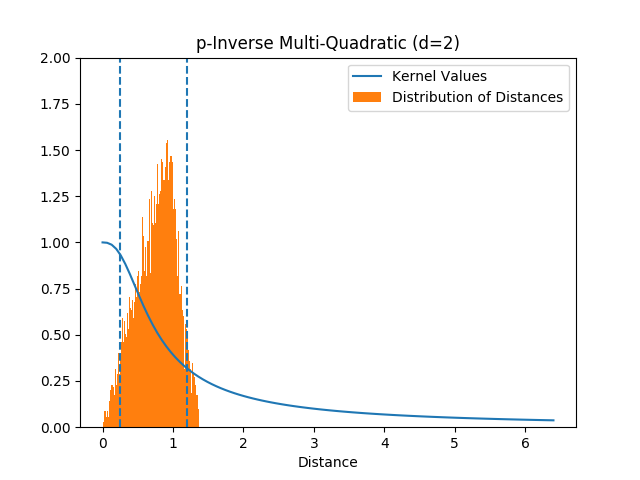 p-Inverse Multi-Quadratic (d=2)
Kernel Values
Distribution of Distances
2.00
1.75
1.50
1.25
1.00
0.75
0.50
0.25
0.00
0 1 2 3 4 5 6
Distance